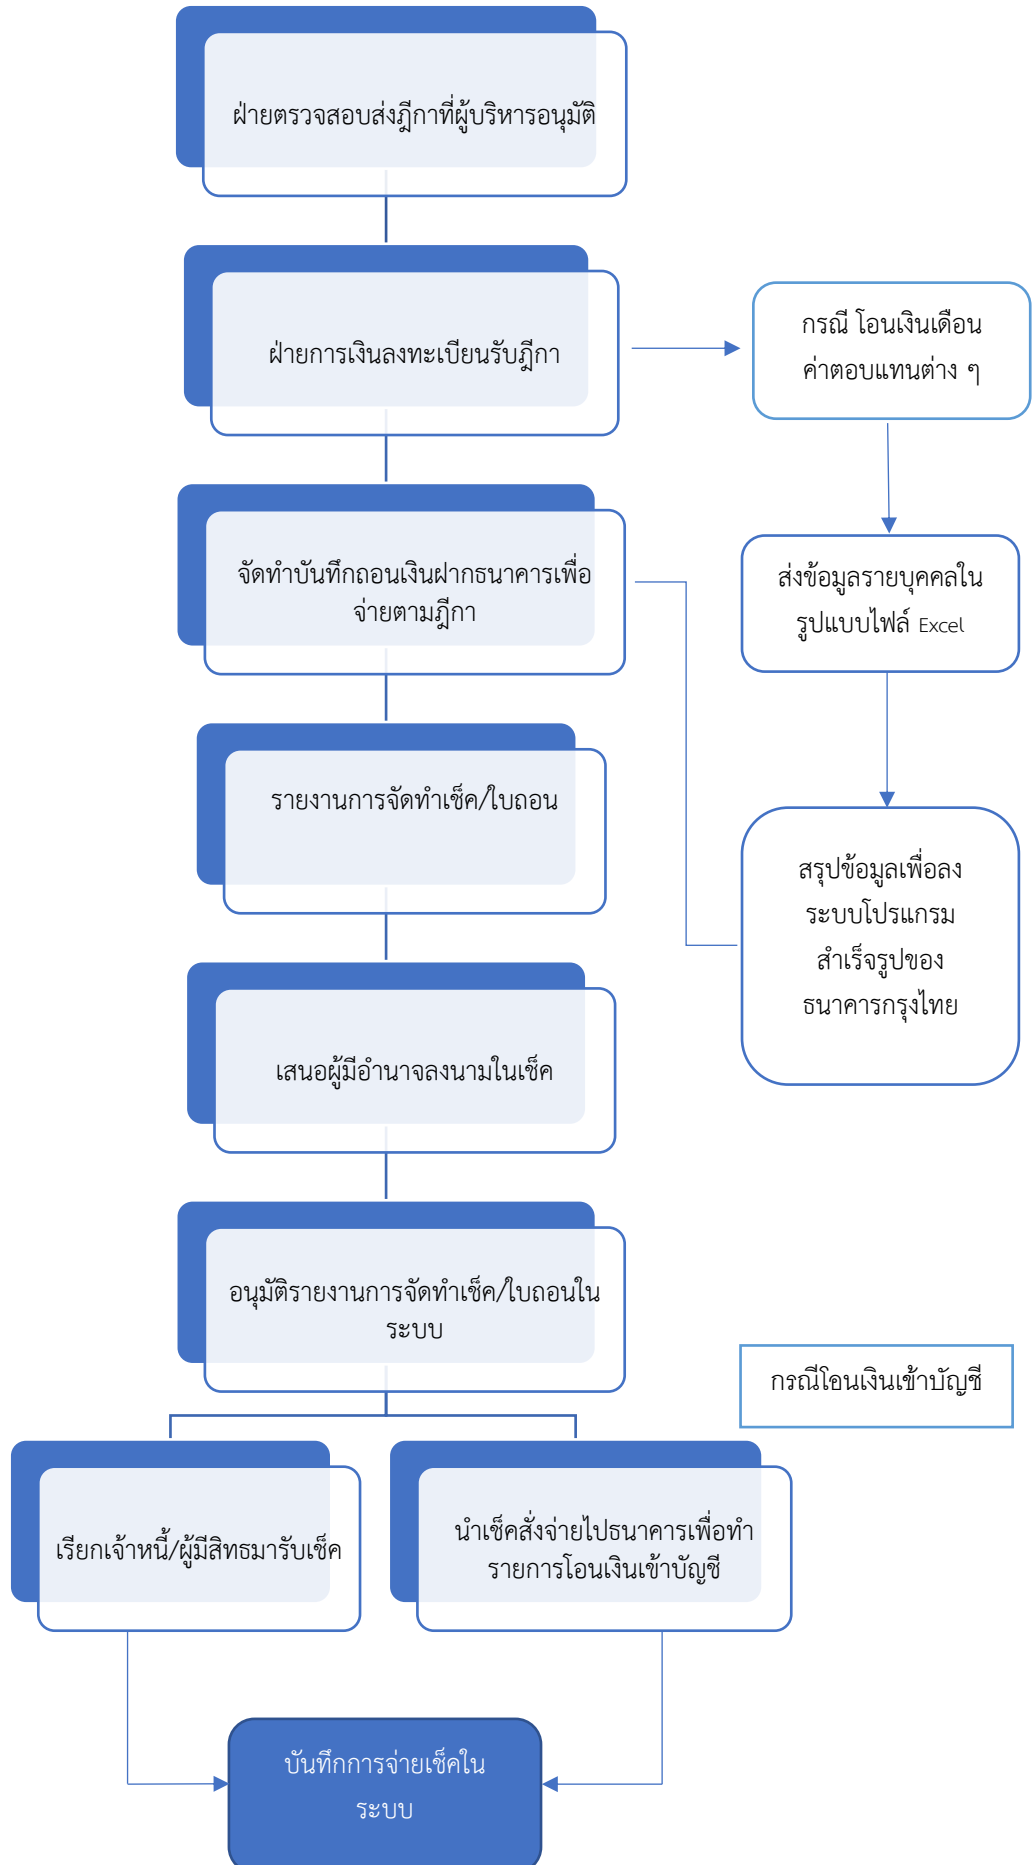 ฝ่ายตรวจสอบส่งฎีกาที่ผู้บริหารอนุมัติ
ฝ่ายการเงินลงทะเบียนรับฎีกา
กรณี โอนเงินเดือน
ค่าตอบแทนต่าง ๆ
จัดทำบันทึกถอนเงินฝากธนาคารเพื่อ
จ่ายตามฎีกา
ส่งข้อมูลรายบุคคลใน
รูปแบบไฟล์ Excel
รายงานการจัดทำเช็ค/ใบถอน
สรุปข้อมูลเพื่อลง
ระบบโปรแกรม
สำเร็จรูปของ
ธนาคารกรุงไทย
เสนอผู้มีอำนาจลงนามในเช็ค
อนุมัติรายงานการจัดทำเช็ค/ใบถอนใน
ระบบ
กรณีโอนเงินเข้าบัญชี
เรียกเจ้าหนี้/ผู้มีสิทธมารับเช็ค
นำเช็คสั่งจ่ายไปธนาคารเพื่อทำ
รายการโอนเงินเข้าบัญชี
บันทึกการจ่ายเช็คใน
ระบบ